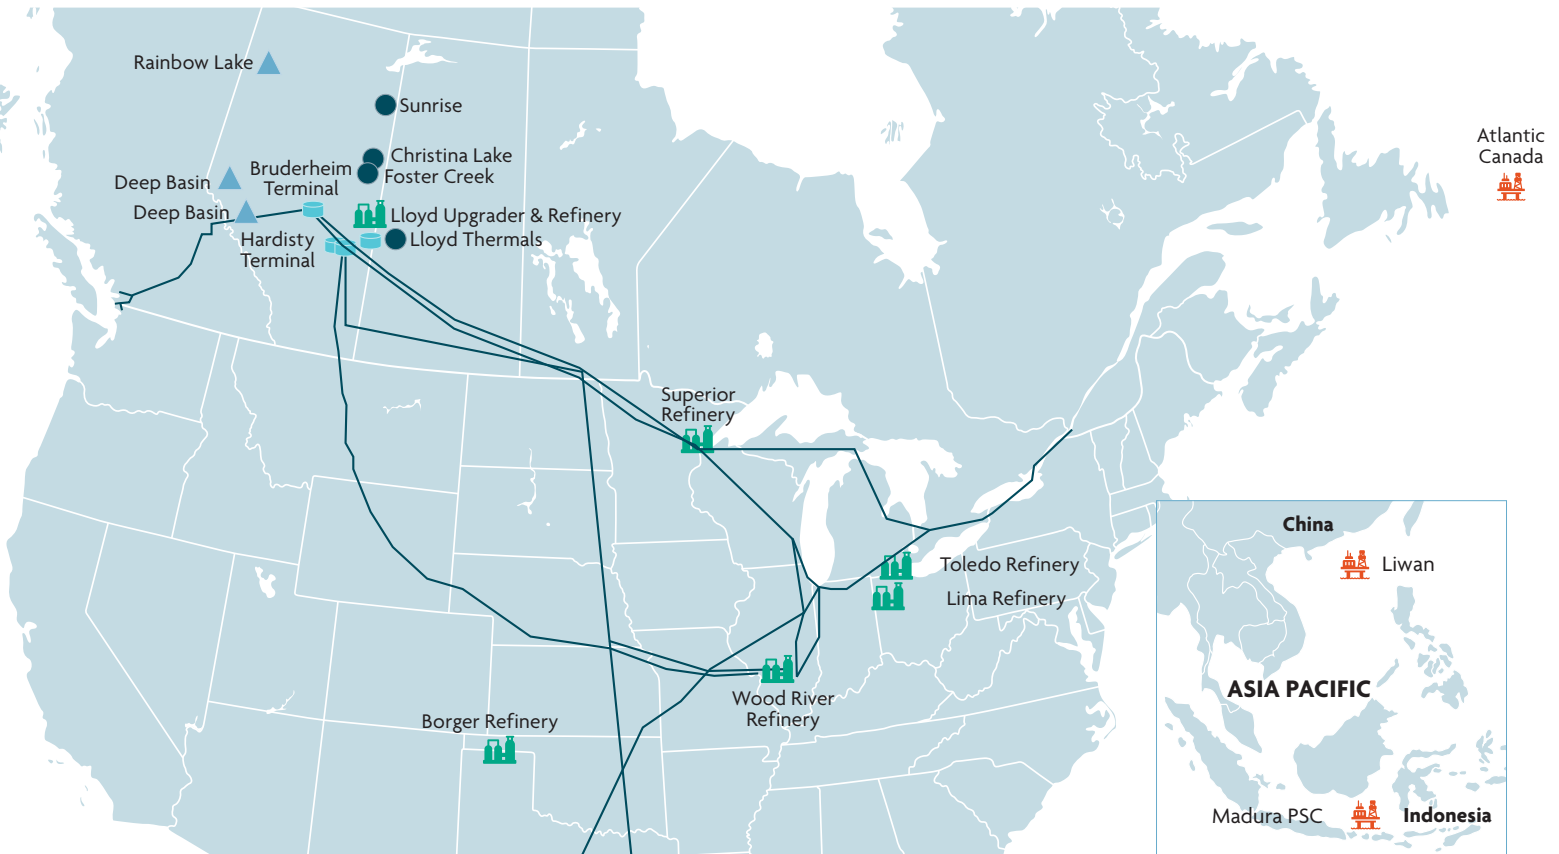 Rainbow Lake
Sunrise
Atlantic
Canada
Christina Lake
Bruderheim
Terminal
Foster Creek
Deep Basin
Deep Basin
Lloyd Upgrader & Refinery
Hardisty
Terminal
Lloyd Thermals
Superior
Refinery
China
Liwan
Toledo Refinery
Lima Refinery
ASIA PACIFIC
Wood River
Refinery
Borger Refinery
Madura PSC
Indonesia